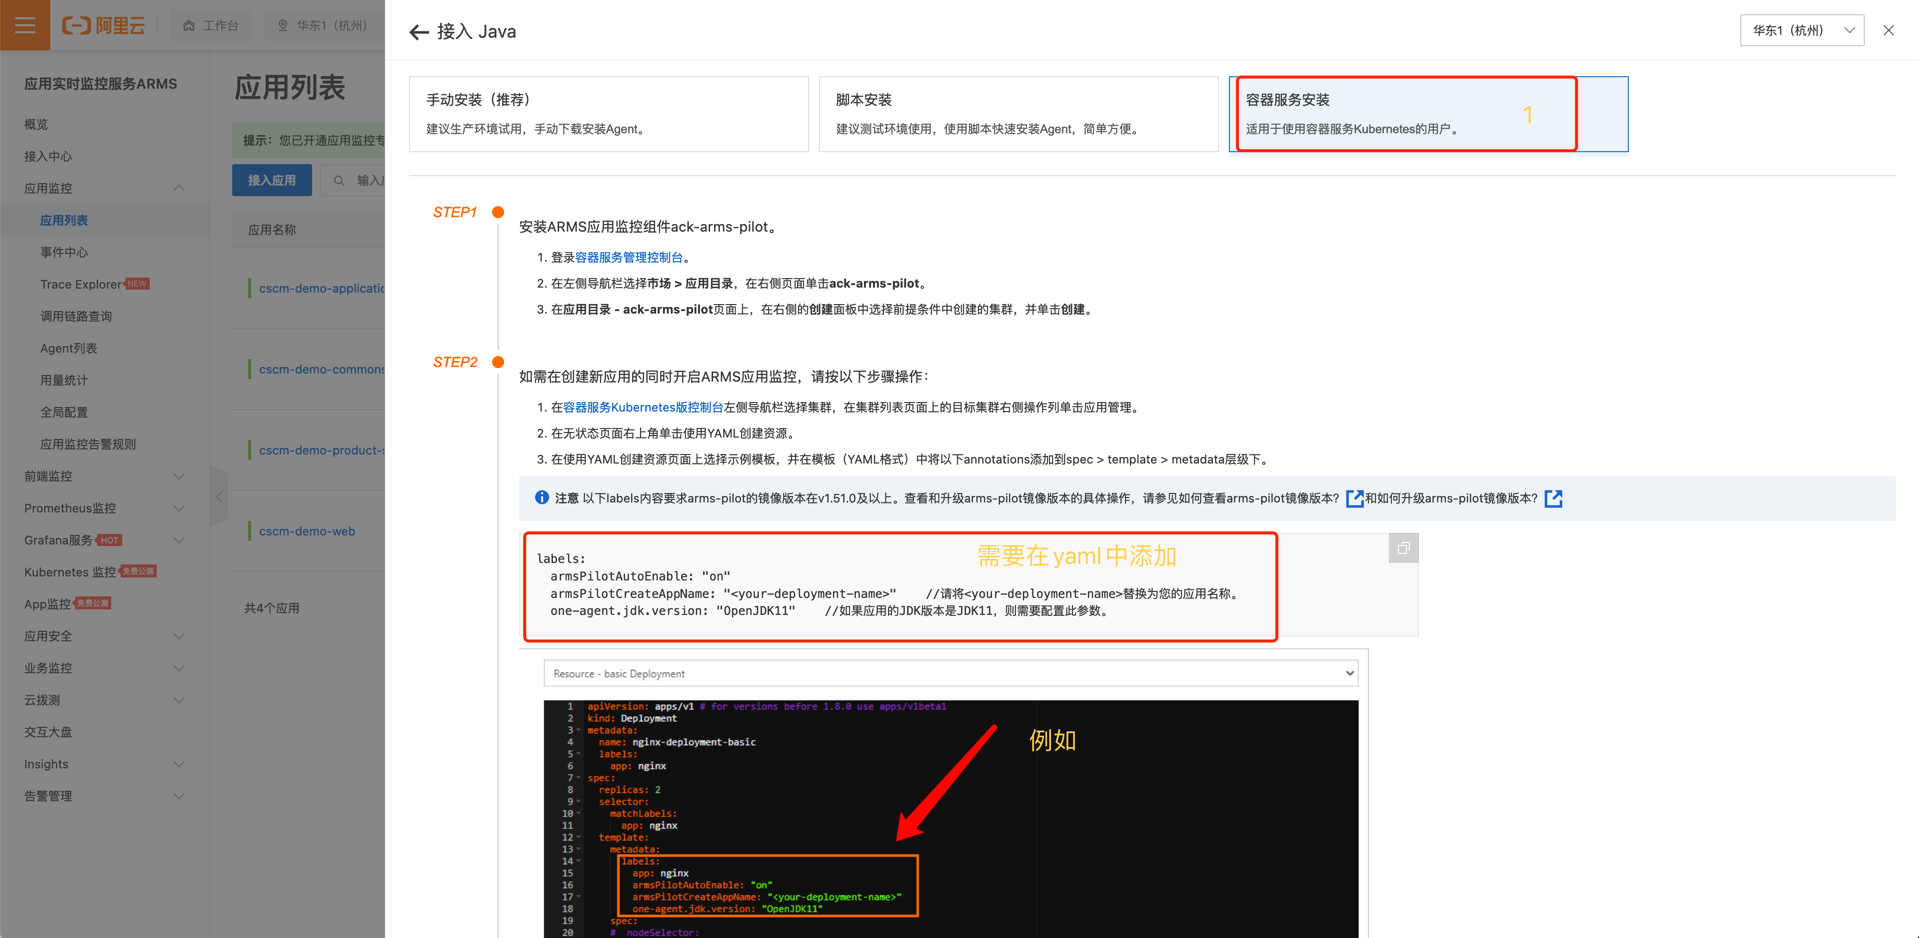 阿里云
工作台
华东1（杭州）
接入 Java
华东1（杭州）
应用实时监控服务ARMS
概览
接入中心
应用监控
应用列表
事件中心
Trace Explorer NEW
调用链路查询
Agent列表
用量统计
全局配置
应用监控告警规则
前端监控
Prometheus监控
Grafana服务 HOT
Kubernetes 监控 免费公测
App监控 免费公测
应用安全
业务监控
云拨测
交互大盘
Insights
告警管理
应用列表
提示：您已开通应用监控专
接入应用
输入
应用名称
cscm-demo-applicatio
cscm-demo-commons
cscm-demo-product-s
cscm-demo-web
共4个应用
手动安装（推荐）
建议生产环境试用，手动下载安装Agent。
脚本安装
建议测试环境使用，使用脚本快速安装Agent，简单方便。
容器服务安装
适用于使用容器服务Kubernetes的用户。
1
STEP1
安装ARMS应用监控组件ack-arms-pilot。
1. 登录容器服务管理控制台。
2. 在左侧导航栏选择市场 > 应用目录，在右侧页面单击ack-arms-pilot。
3. 在应用目录 - ack-arms-pilot页面上，在右侧的创建面板中选择前提条件中创建的集群，并单击创建。
STEP2
如需在创建新应用的同时开启ARMS应用监控，请按以下步骤操作：
1. 在容器服务Kubernetes版控制台左侧导航栏选择集群，在集群列表页面上的目标集群右侧操作列单击应用管理。
2. 在无状态页面右上角单击使用YAML创建资源。
3. 在使用YAML创建资源页面上选择示例模板，并在模板（YAML格式）中将以下annotations添加到spec > template > metadata层级下。
注意 以下labels内容要求arms-pilot的镜像版本在v1.51.0及以上。查看和升级arms-pilot镜像版本的具体操作，请参见如何查看arms-pilot镜像版本？和如何升级arms-pilot镜像版本？
需要在yaml中添加
labels:
armsPilotAutoEnable: "on"
armsPilotCreateAppName: "<your-deployment-name>" //请将<your-deployment-name>替换为您的应用名称。
one-agent.jdk.version: "OpenJDK11" //如果应用的JDK版本是JDK11，则需要配置此参数。
Resource - basic Deployment
例如
1 apiVersion: apps/v1 # for versions before 1.8.0 use apps/v1beta1
2 kind: Deployment
3 metadata:
4 name: nginx-deployment-basic
5 labels:
6 app: nginx
7 spec:
8 replicas: 2
9 selector:
10 matchLabels:
11 app: nginx
12 template:
13 metadata:
14 labels:
15 app: nginx
16 armsPilotAutoEnable: "on"
17 armsPilotCreateAppName: "<your-deployment-name>"
18 one-agent.jdk.version: "OpenJDK11"
19 spec:
20 # nodeSelector: